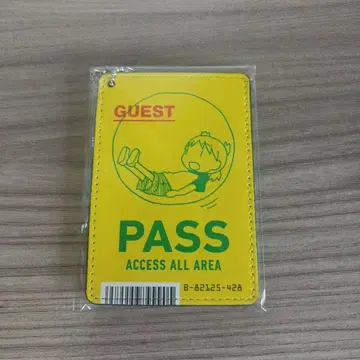 GUEST
PASS
ACCESS ALL AREA
B-82125-428